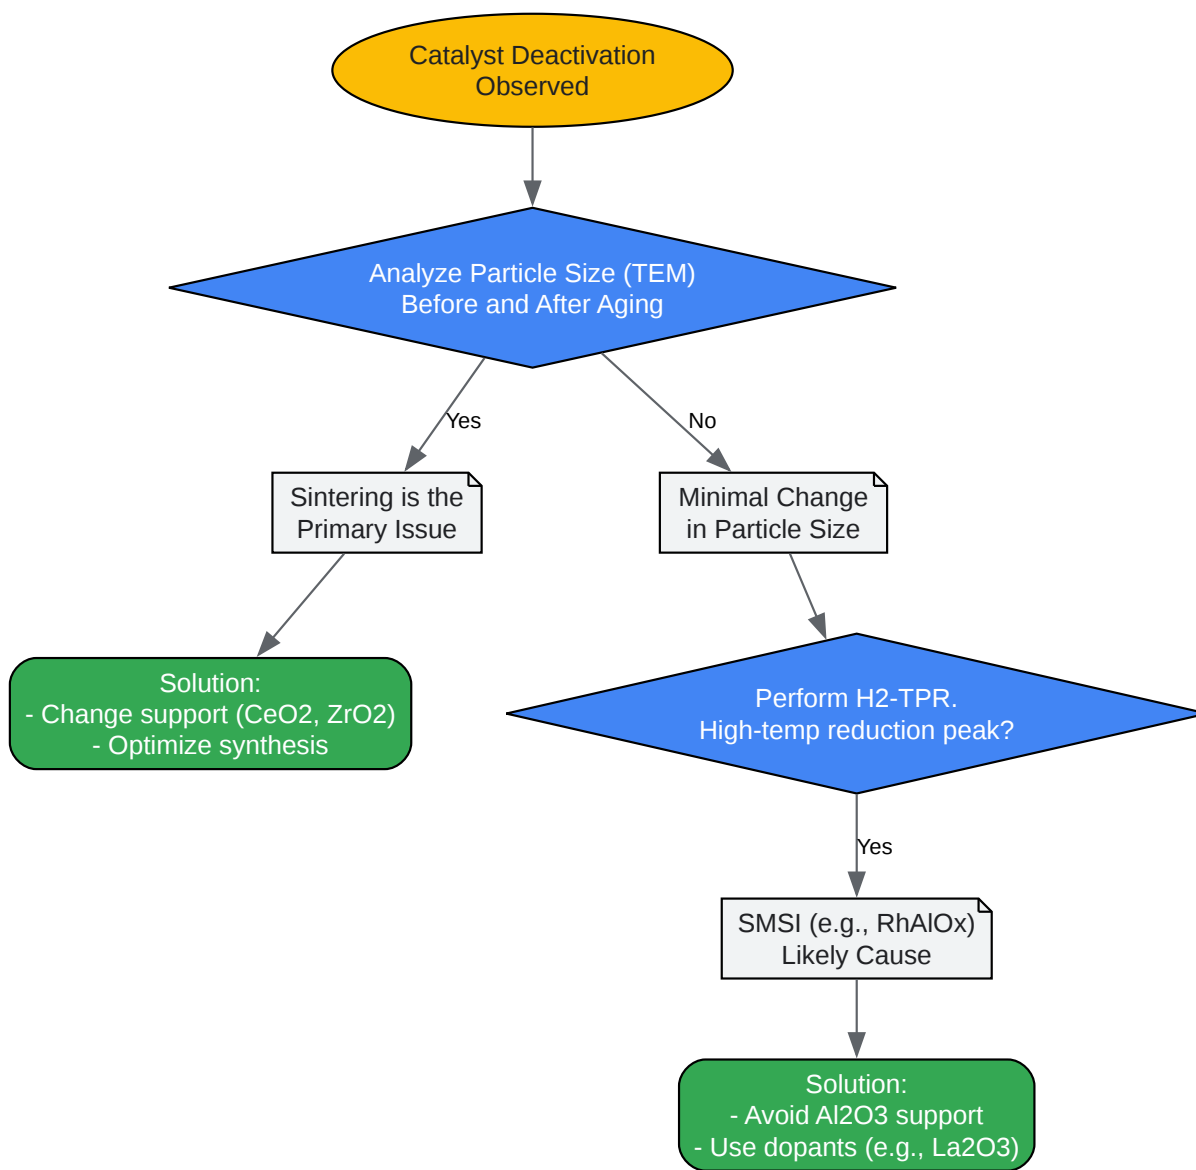 Catalyst Deactivation
Observed
Analyze Particle Size (TEM)
Before and After Aging
Yes
No
Sintering is the
Primary Issue
Minimal Change
in Particle Size
Solution:
- Change support (CeO2, ZrO2)
- Optimize synthesis
Perform H2-TPR.
High-temp reduction peak?
Yes
SMSI (e.g., RhAlOx)
Likely Cause
Solution:
- Avoid Al2O3 support
- Use dopants (e.g., La2O3)